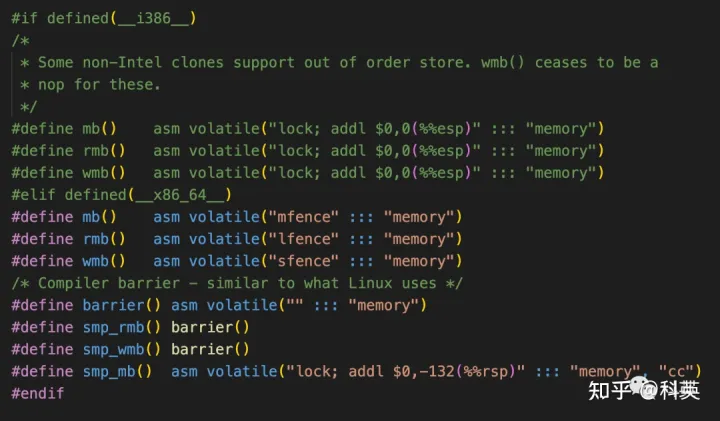 #if defined(__i386__)
/*
 * Some non-Intel clones support out of order store. wmb() ceases to be a
 * nop for these.
 */
#define mb()    asm volatile("lock; addl $0,0(%%esp)" ::: "memory")
#define rmb()   asm volatile("lock; addl $0,0(%%esp)" ::: "memory")
#define wmb()   asm volatile("lock; addl $0,0(%%esp)" ::: "memory")
#elif defined(__x86_64__)
#define mb()    asm volatile("mfence" ::: "memory")
#define rmb()   asm volatile("lfence" ::: "memory")
#define wmb()   asm volatile("sfence" ::: "memory")
/* Compiler barrier - similar to what Linux uses */
#define barrier() asm volatile("" ::: "memory")
#define smp_rmb() barrier()
#define smp_wmb() barrier()
#define smp_mb()  asm volatile("lock; addl $0,-132(%%rsp)" ::: "memory", "cc")
#endif
知乎 @科英